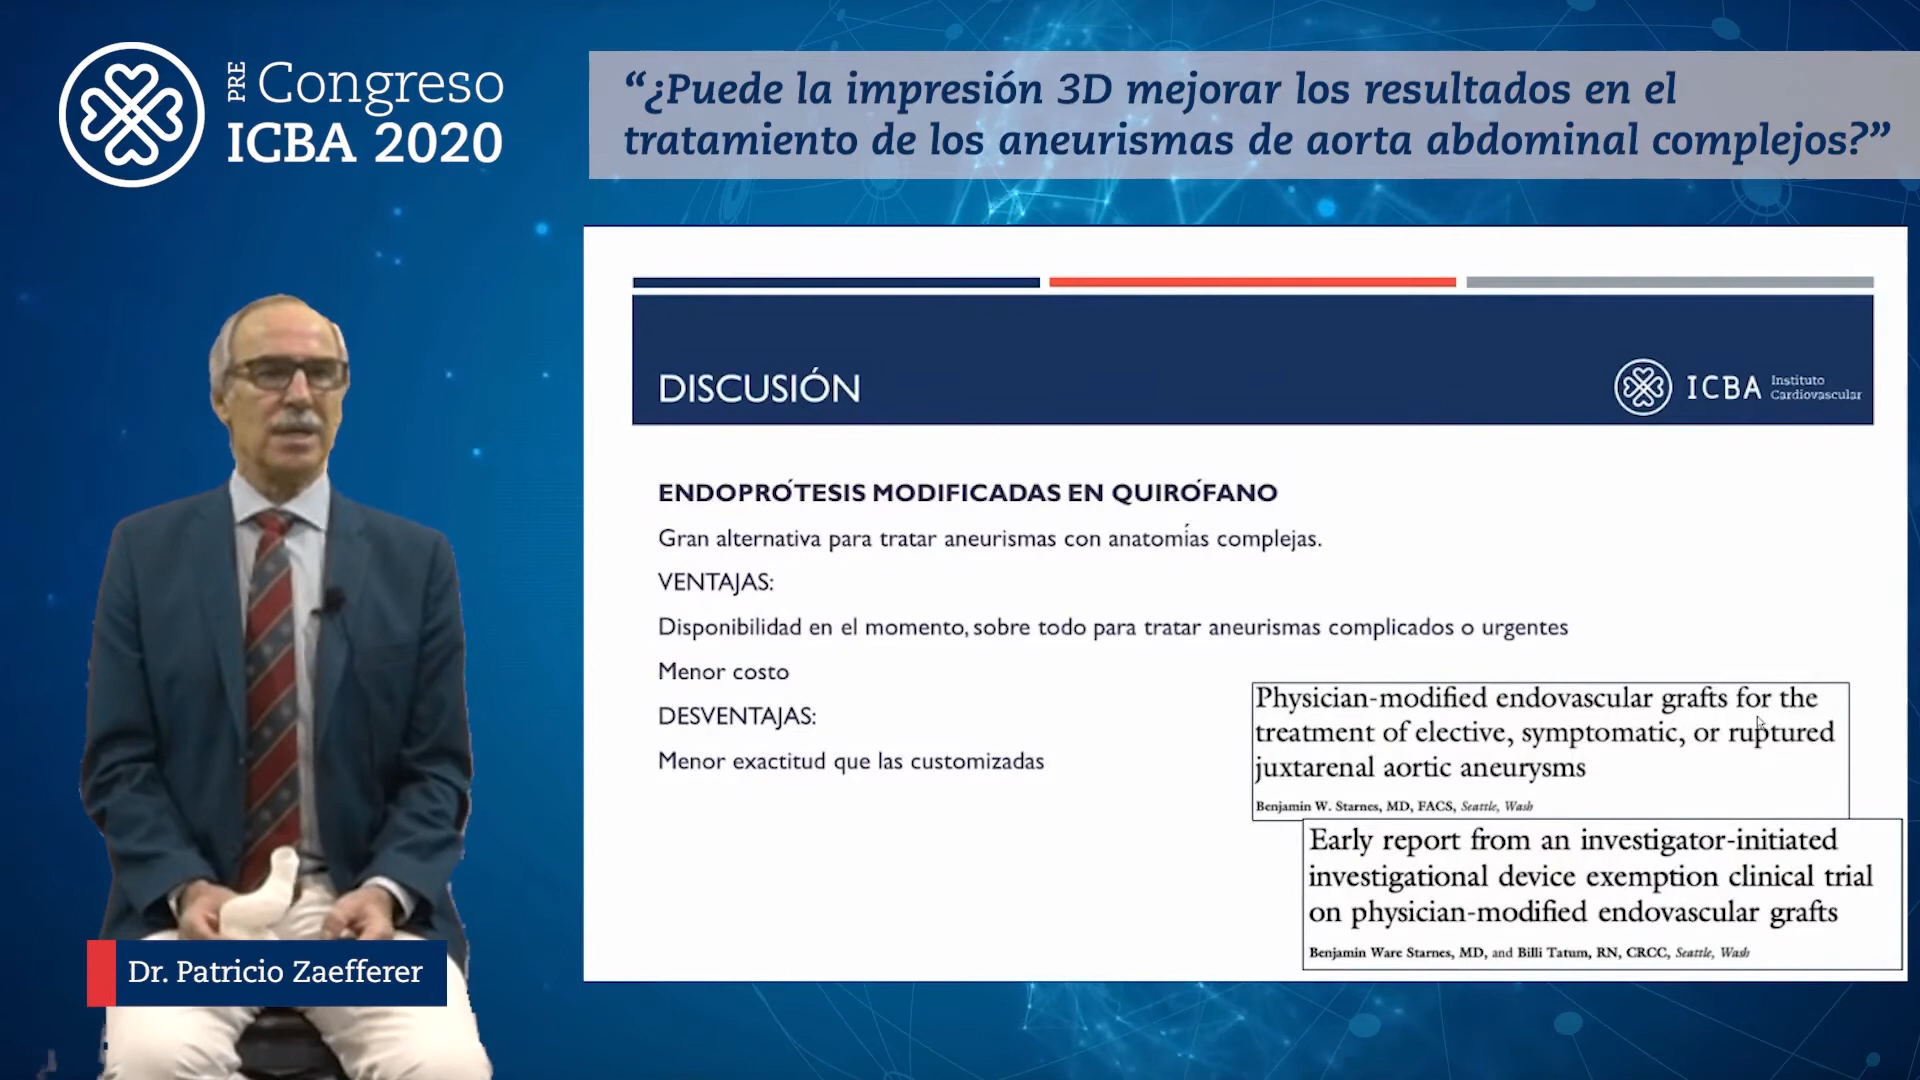 PRE
Congreso
ICBA 2020
“¿Puede la impresión 3D mejorar los resultados en el
tratamiento de los aneurismas de aorta abdominal complejos?”
DISCUSIÓN
ICBA Instituto
Cardiovascular
ENDOPRÓTESIS MODIFICADAS EN QUIRÓFANO
Gran alternativa para tratar aneurismas con anatomías complejas.
VENTAJAS:
Disponibilidad en el momento, sobre todo para tratar aneurismas complicados o urgentes
Menor costo
DESVENTAJAS:
Menor exactitud que las customizadas
Physician-modified endovascular grafts for the
treatment of elective, symptomatic, or ruptured
juxtarenal aortic aneurysms
Benjamin W. Starnes, MD, FACS, Seattle, Wash
Early report from an investigator-initiated
investigational device exemption clinical trial
on physician-modified endovascular grafts
Benjamin Ware Starnes, MD, and Billi Tatum, RN, CRCC, Seattle, Wash
Dr. Patricio Zaefferer